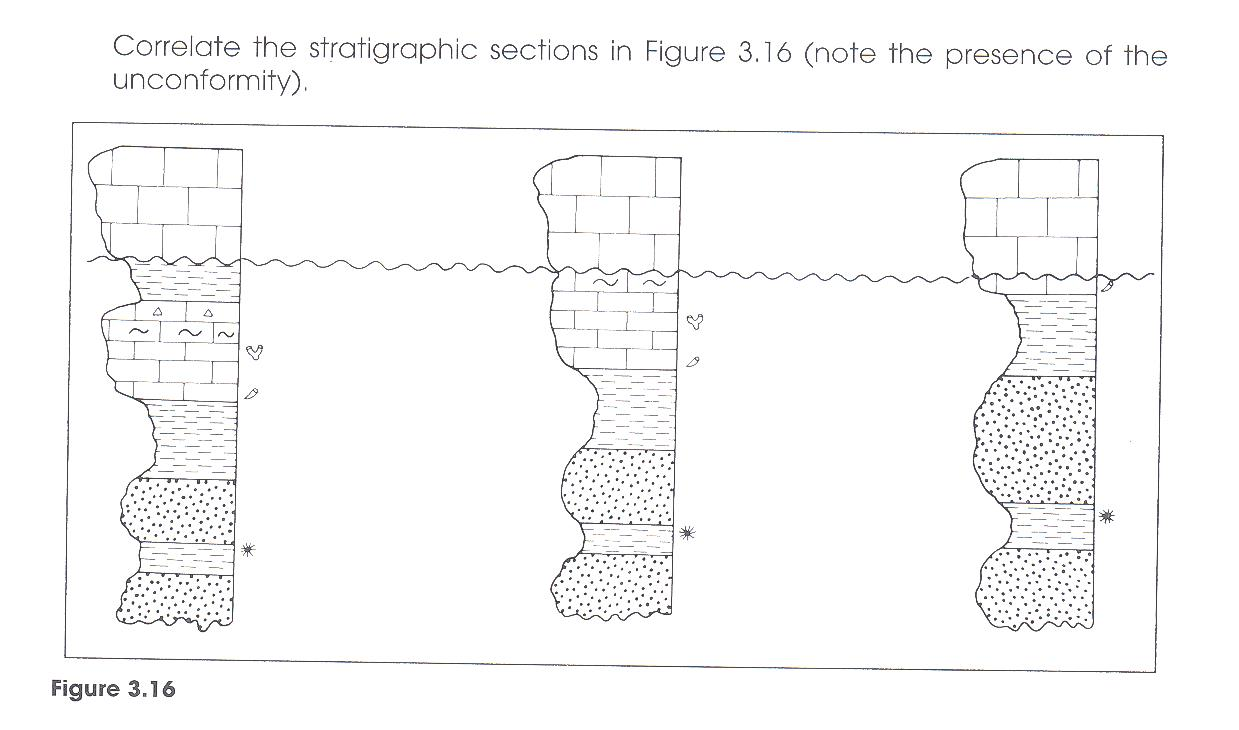 Correlate the stratigraphic sections in Figure 3.16 (note the presence of the
unconformity).
Figure 3.16